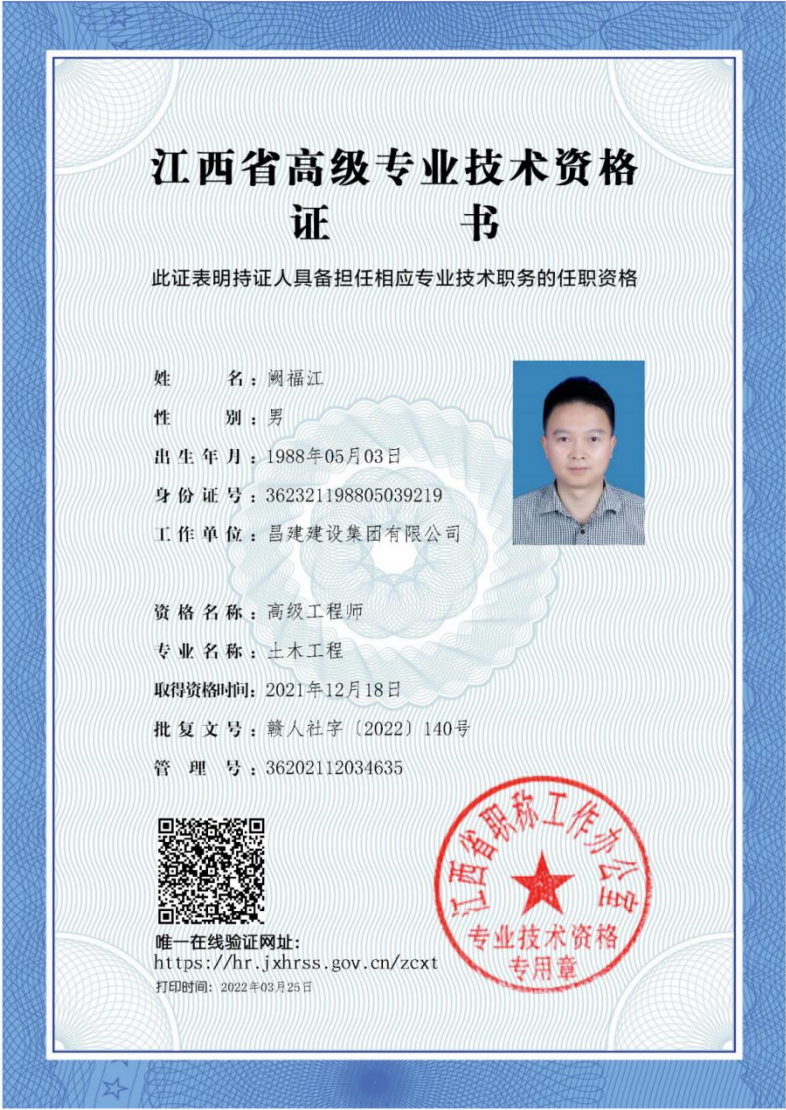 江西省高级专业技术资格
证 书
此证表明持证人具备担任相应专业技术职务的任职资格
姓 名：阙福江
性 别：男
出生年月：1988年05月03日
身份证号：362321198805039219
工作单位：昌建建设集团有限公司
资格名称：高级工程师
专业名称：土木工程
取得资格时间：2021年12月18日
批复文号：赣人社字〔2022〕140号
管 理 号：36202112034635
江西省职称工作办公室
专业技术资格
专用章
唯一在线验证网址：
https://hr.jxhrss.gov.cn/zcxt
打印时间：2022年03月25日